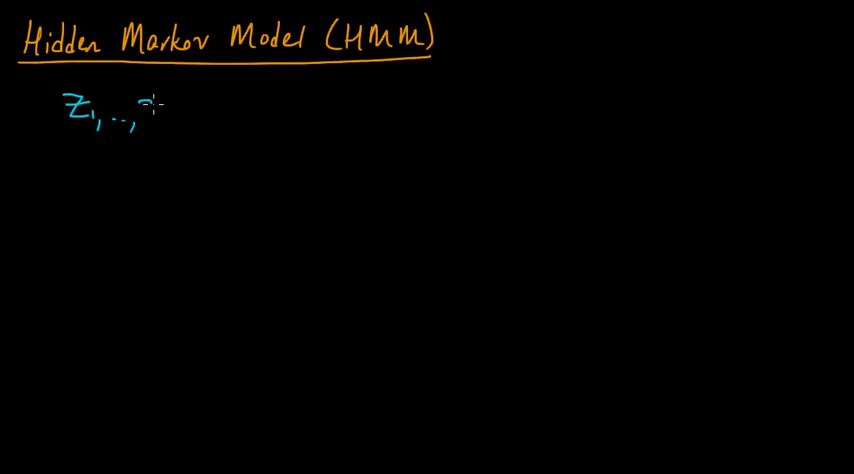 Hidden Markov Model (HMM)
Z1, ..,